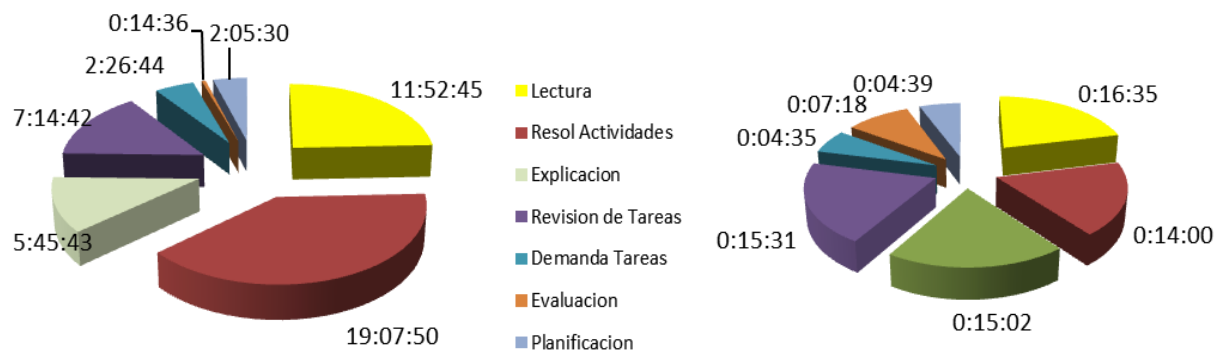 0:14:36
2:05:30
2:26:44
11:52:45
7:14:42
5:45:43
19:07:50
Lectura
Resol Actividades
Explicacion
Revision de Tareas
Demanda Tareas
Evaluacion
Planificacion
0:04:39
0:07:18
0:16:35
0:04:35
0:15:31
0:14:00
0:15:02